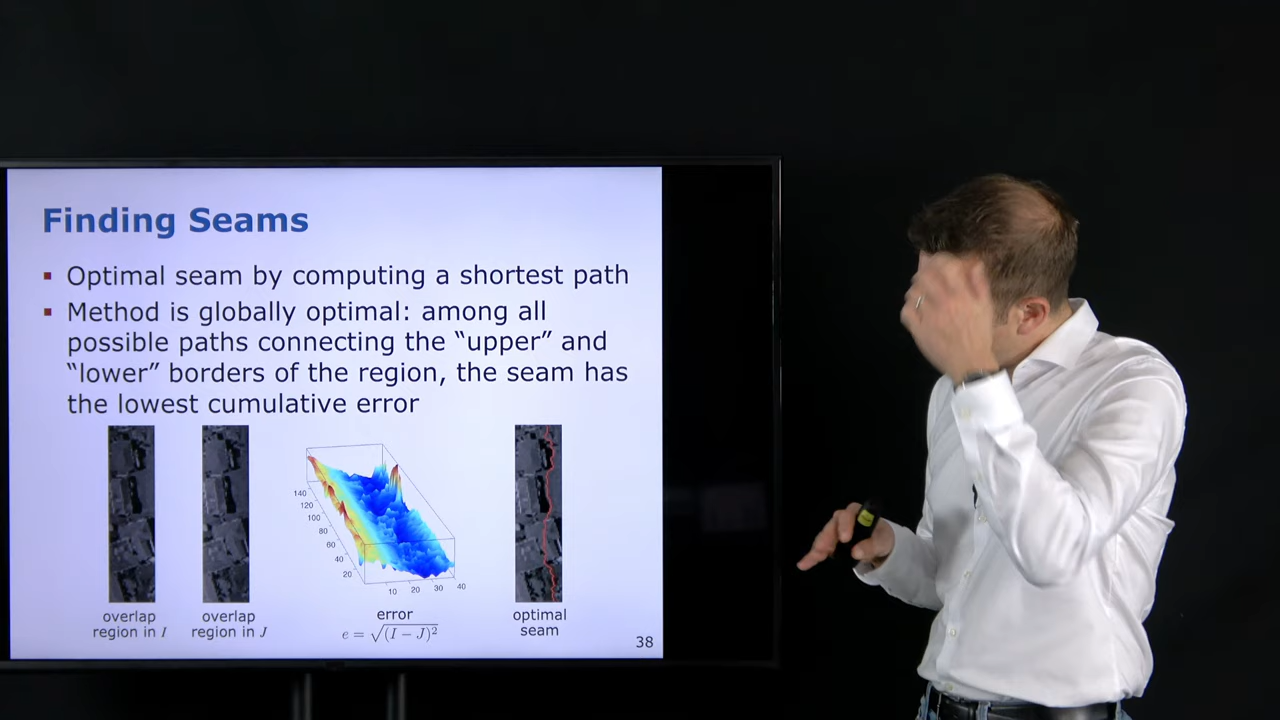 Finding Seams
▪ Optimal seam by computing a shortest path
▪ Method is globally optimal: among all
possible paths connecting the “upper” and
“lower” borders of the region, the seam has
the lowest cumulative error
140
120
100
80
60
40
20
10
20
30
40
overlap
region in I
overlap
region in J
error
e = √(I − J)²
optimal
seam
38